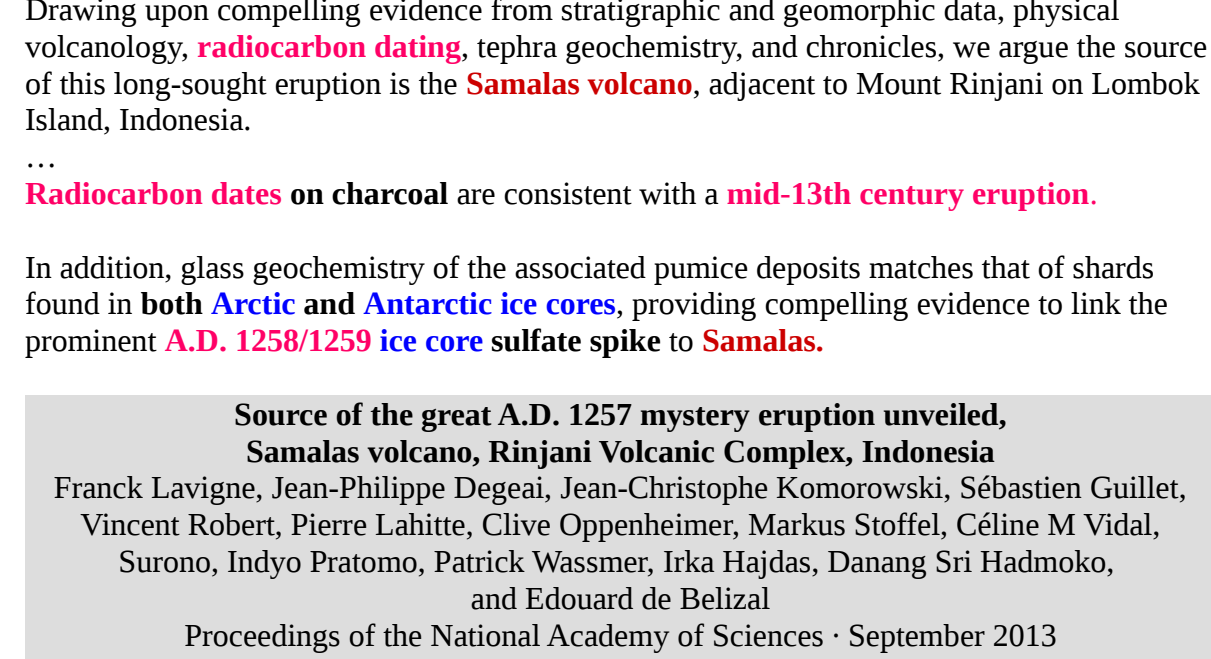 Drawing upon compelling evidence from stratigraphic and geomorphic data, physical
volcanology, radiocarbon dating, tephra geochemistry, and chronicles, we argue the source
of this long-sought eruption is the Samalas volcano, adjacent to Mount Rinjani on Lombok
Island, Indonesia.
…
Radiocarbon dates on charcoal are consistent with a mid-13th century eruption.
In addition, glass geochemistry of the associated pumice deposits matches that of shards
found in both Arctic and Antarctic ice cores, providing compelling evidence to link the
prominent A.D. 1258/1259 ice core sulfate spike to Samalas.
Source of the great A.D. 1257 mystery eruption unveiled,
Samalas volcano, Rinjani Volcanic Complex, Indonesia
Franck Lavigne, Jean-Philippe Degeai, Jean-Christophe Komorowski, Sébastien Guillet,
Vincent Robert, Pierre Lahitte, Clive Oppenheimer, Markus Stoffel, Céline M Vidal,
Surono, Indyo Pratomo, Patrick Wassmer, Irka Hajdas, Danang Sri Hadmoko,
and Edouard de Belizal
Proceedings of the National Academy of Sciences · September 2013